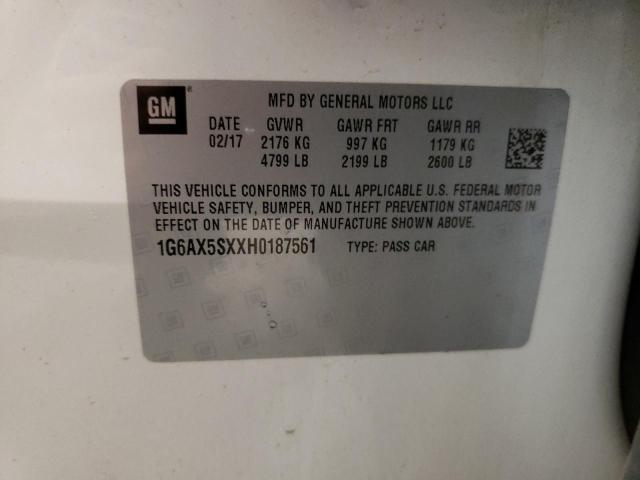 GM ®
MFD BY GENERAL MOTORS LLC
DATE GVWR GAWR FRT GAWR RR
02/17 2176 KG 997 KG 1179 KG
4799 LB 2199 LB 2600 LB
THIS VEHICLE CONFORMS TO ALL APPLICABLE U.S. FEDERAL MOTOR
VEHICLE SAFETY, BUMPER, AND THEFT PREVENTION STANDARDS IN
EFFECT ON THE DATE OF MANUFACTURE SHOWN ABOVE.
1G6AX5SXXH0187561 TYPE: PASS CAR